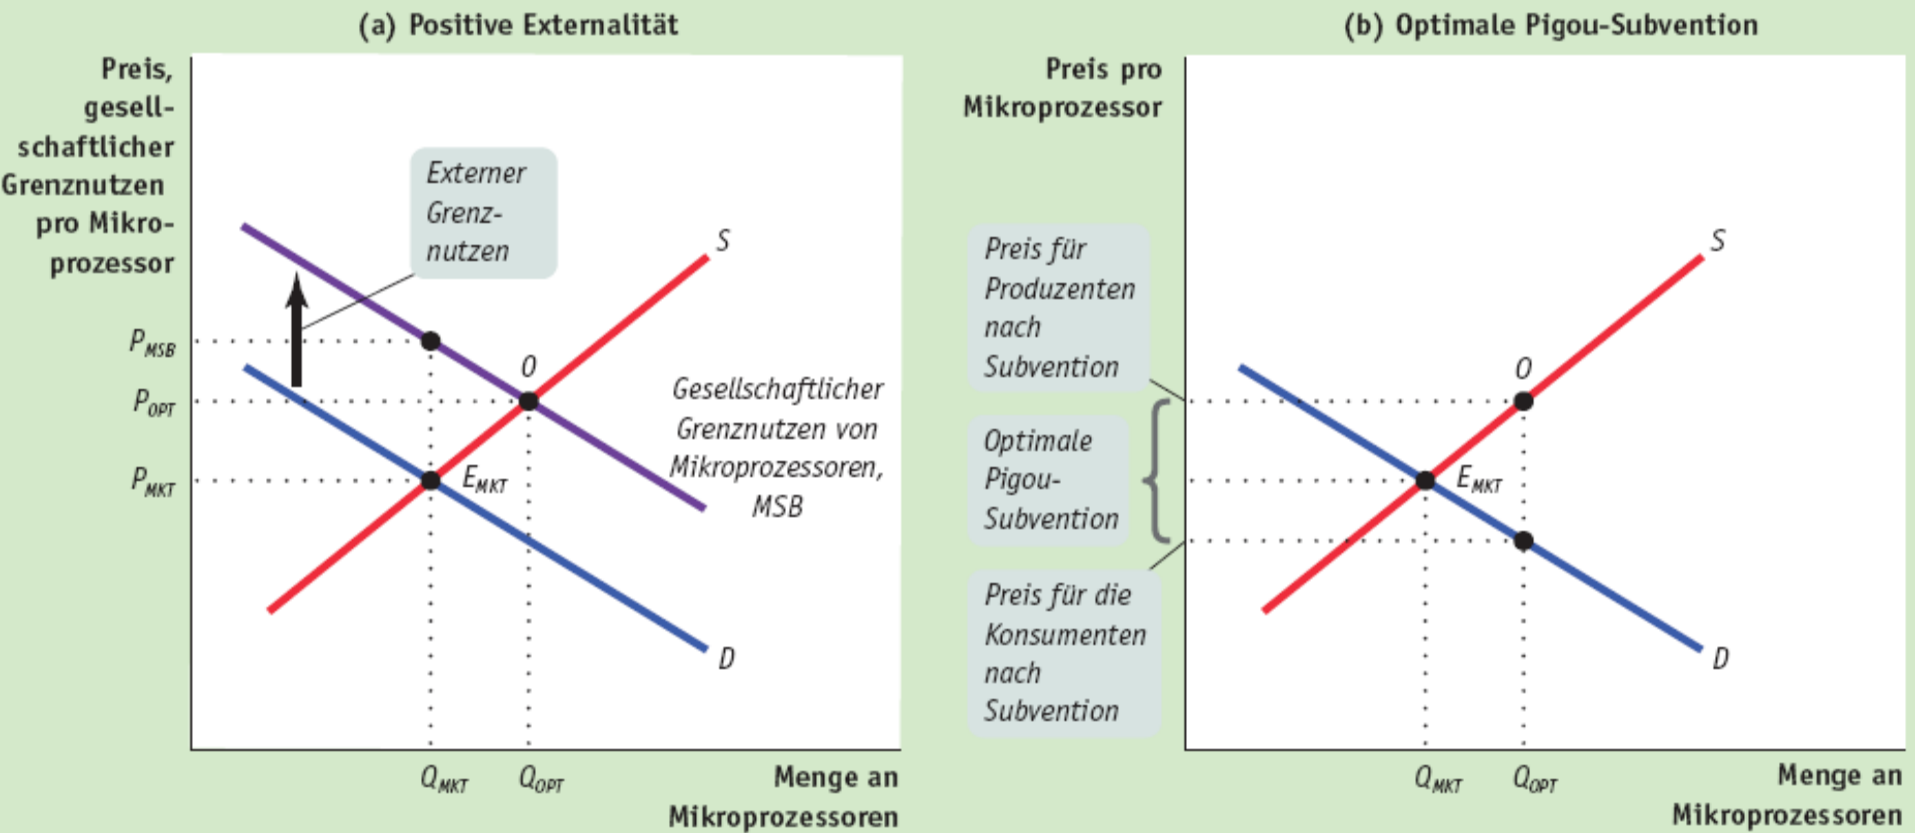 (a) Positive Externalität
Preis,
gesell-
schaftlicher
Grenznutzen
pro Mikro-
prozessor
Externer
Grenz-
nutzen
S
P_MSB
O
P_OPT
Gesellschaftlicher
Grenznutzen von
Mikroprozessoren,
MSB
P_MKT
E_MKT
D
Q_MKT
Q_OPT
Menge an
Mikroprozessoren
(b) Optimale Pigou-Subvention
Preis pro
Mikroprozessor
Preis für
Produzenten
nach
Subvention
S
O
Optimale
Pigou-
Subvention
E_MKT
Preis für die
Konsumenten
nach
Subvention
D
Q_MKT
Q_OPT
Menge an
Mikroprozessoren